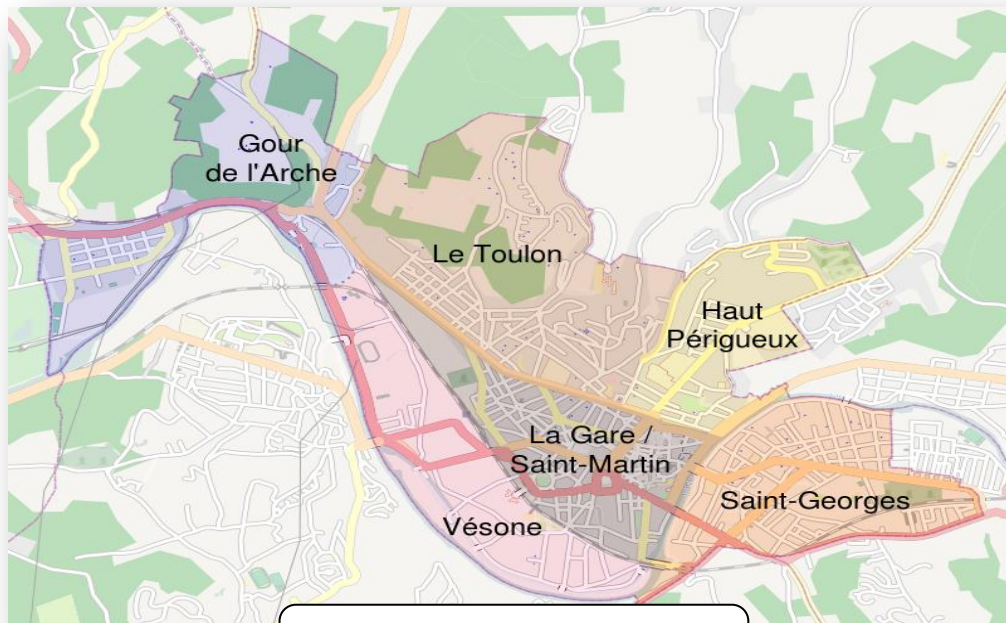 Gour
de l'Arche
Le Toulon
Haut
Périgueux
La Gare /
Saint-Martin
Saint-Georges
Vésone